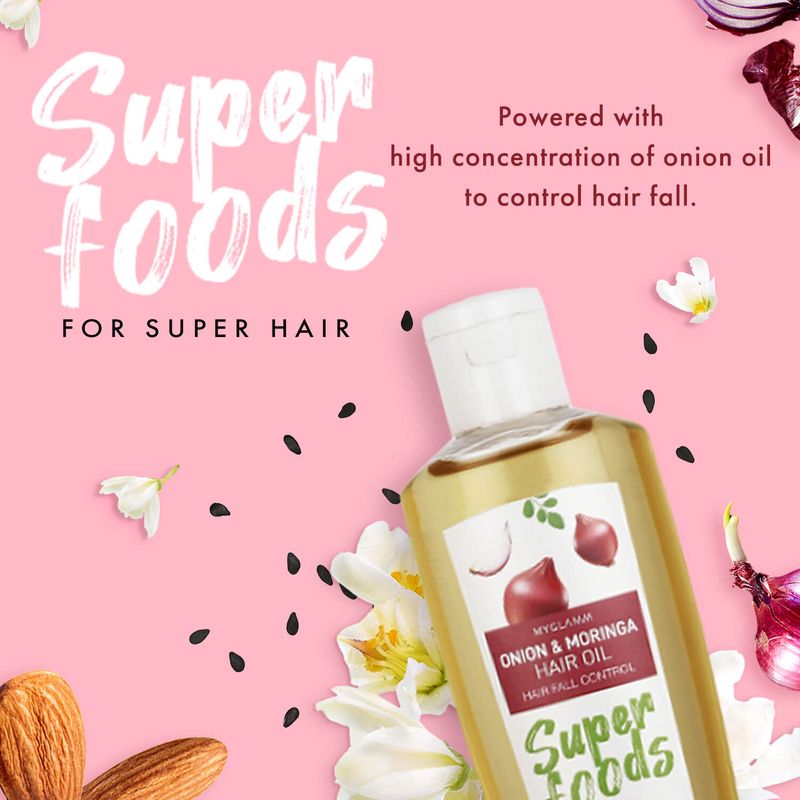 Super
foods
FOR SUPER HAIR
Powered with
high concentration of onion oil
to control hair fall.
MYGLAMM
ONION & MORINGA
HAIR OIL
HAIR FALL CONTROL
Super
foods